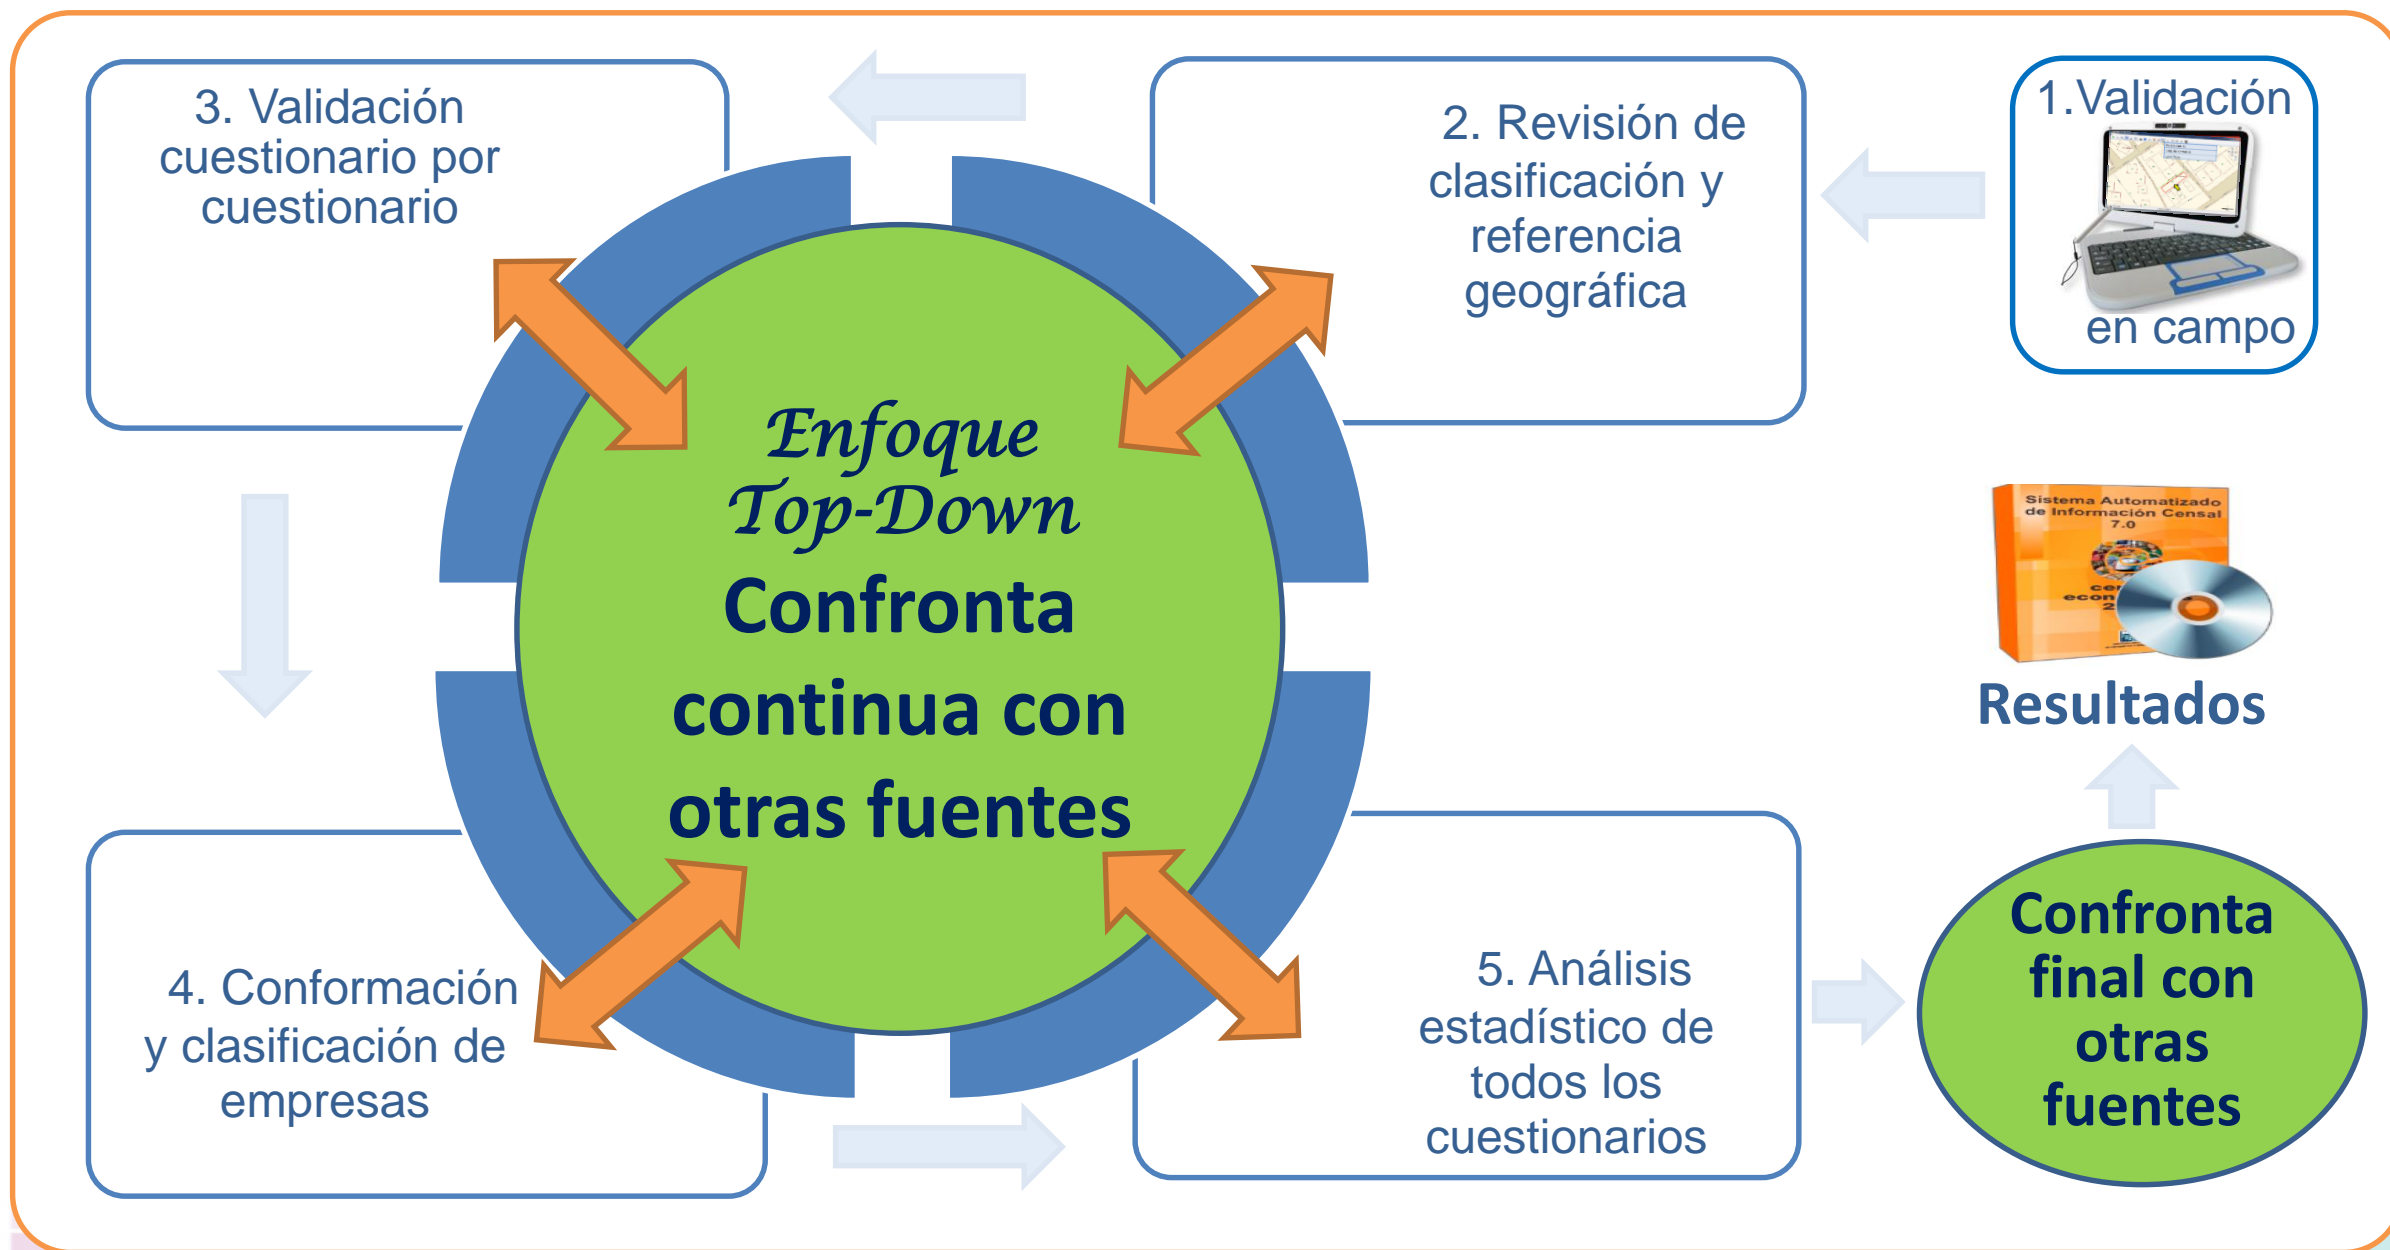 1.Validación
en campo
2. Revisión de
clasificación y
referencia
geográfica
3. Validación
cuestionario por
cuestionario
4. Conformación
y clasificación de
empresas
5. Análisis
estadístico de
todos los
cuestionarios
Enfoque
Top-Down
Confronta
continua con
otras fuentes
Confronta
final con
otras
fuentes
Sistema Automatizado
de Información Censal
7.0
Resultados